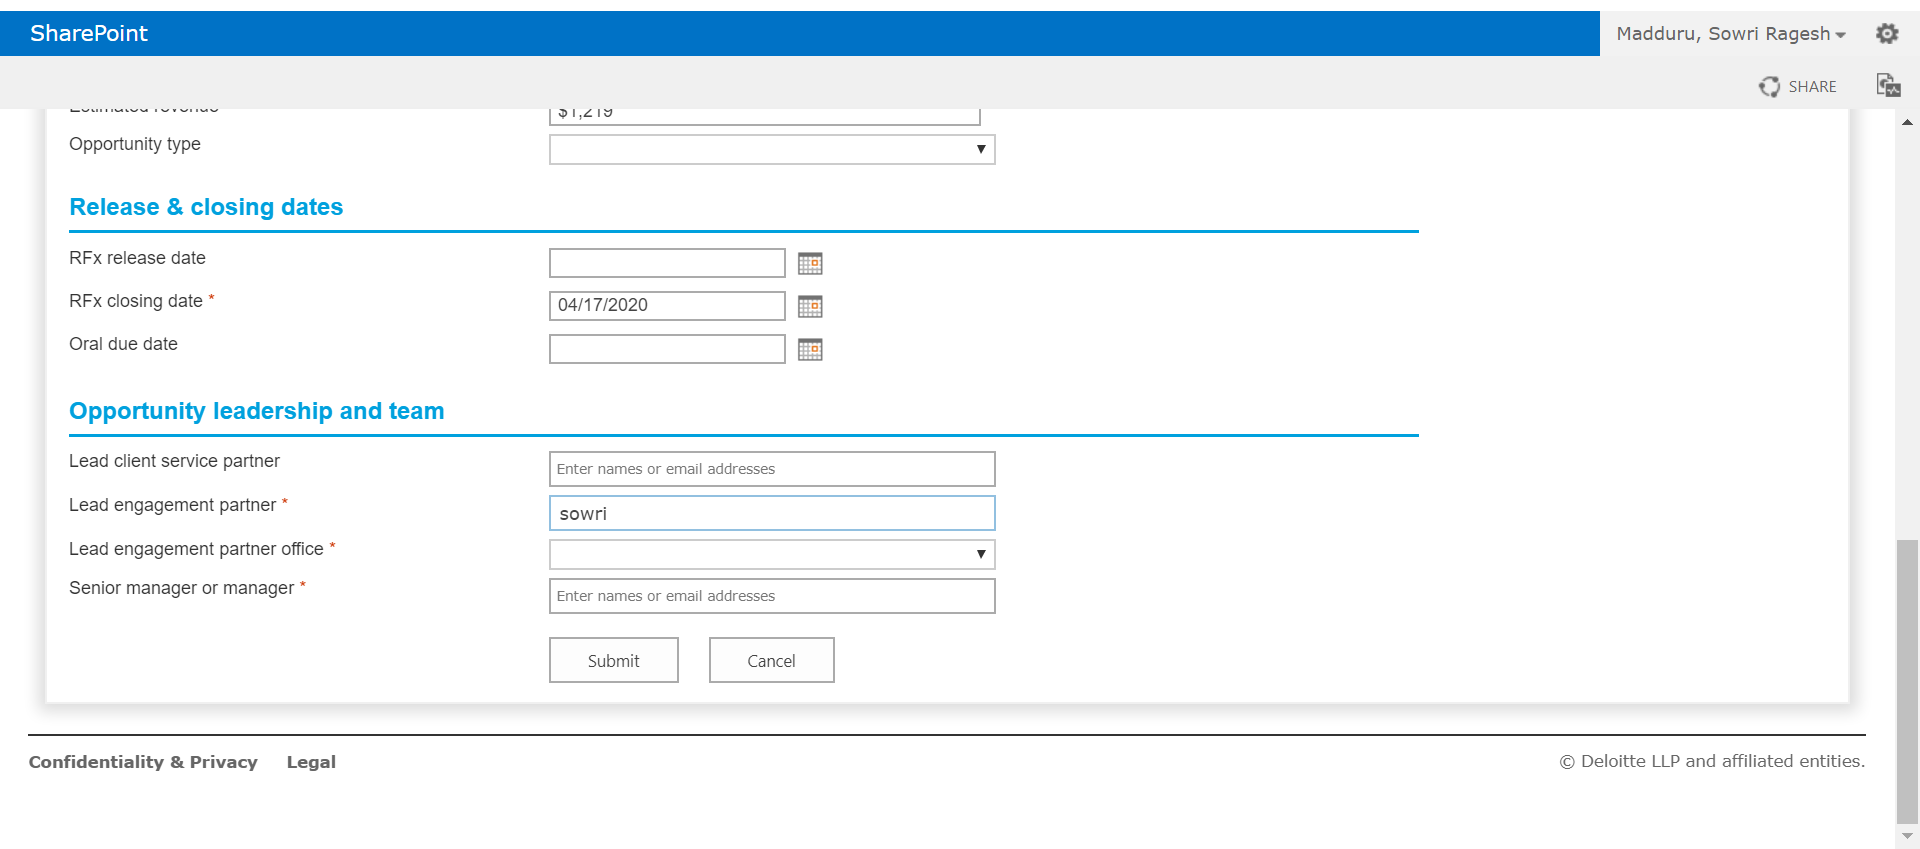 SharePoint
Madduru, Sowri Ragesh
SHARE
Estimated revenue
$1,219
Opportunity type
Release & closing dates
RFx release date
RFx closing date *
04/17/2020
Oral due date
Opportunity leadership and team
Lead client service partner
Enter names or email addresses
Lead engagement partner *
sowri
Lead engagement partner office *
Senior manager or manager *
Enter names or email addresses
Submit
Cancel
Confidentiality & Privacy
Legal
© Deloitte LLP and affiliated entities.